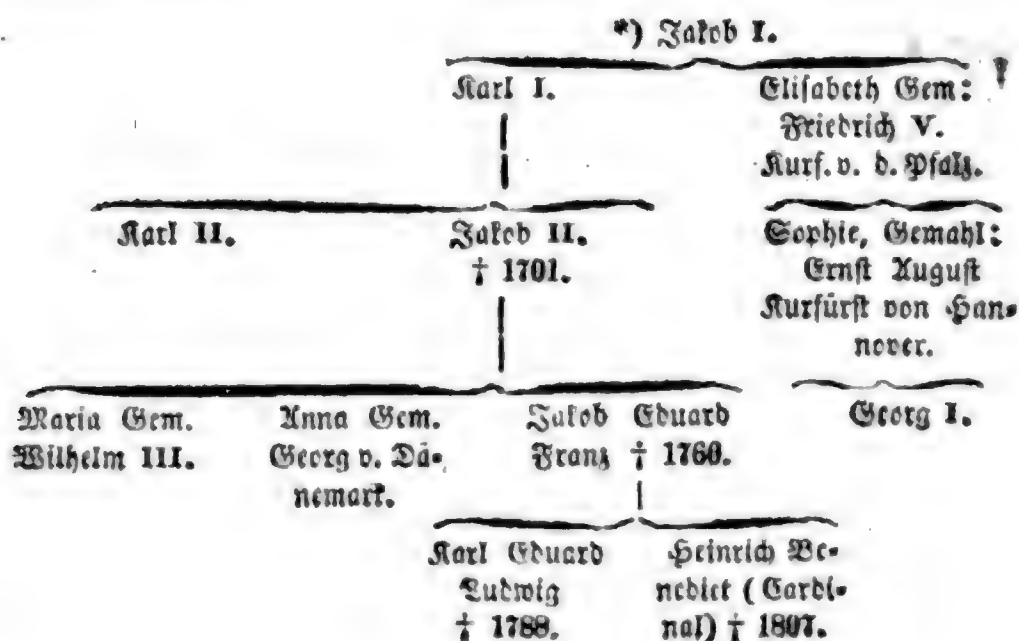 *) Jakob I.
Karl I.
Elisabeth Gem:
Friedrich V.
Kurf. v. d. Pfalz.
Karl II.
Jakob II.
† 1701.
Sophie, Gemahl:
Ernst August
Kurfürst von Han-
nover.
Maria Gem.
Wilhelm III.
Anna Gem.
Georg v. Dä-
nemark.
Jakob Eduard
Franz † 1760.
Georg I.
Karl Eduard
Ludwig
† 1788.
Heinrich Be-
nedict (Cardi-
nal) † 1807.